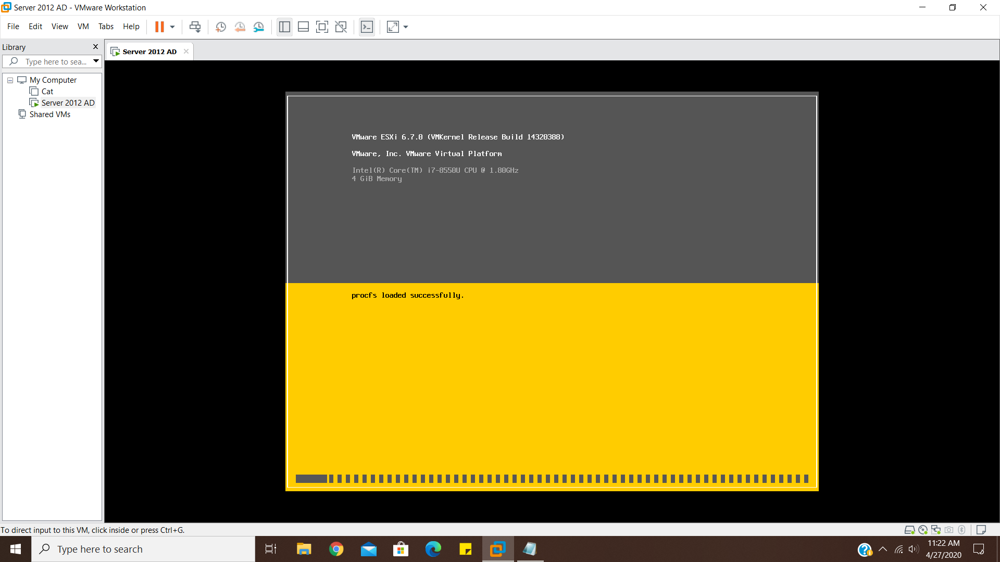 Server 2012 AD - VMware Workstation
File Edit View VM Tabs Help
Library
Type here to sea...
Server 2012 AD
My Computer
Cat
Server 2012 AD
Shared VMs
VMware ESXi 6.7.0 (VMKernel Release Build 14320388)
VMware, Inc. VMware Virtual Platform
Intel(R) Core(TM) i7-8550U CPU @ 1.80GHz
4 GiB Memory
procfs loaded successfully.
To direct input to this VM, click inside or press Ctrl+G.
Type here to search
11:22 AM
4/27/2020